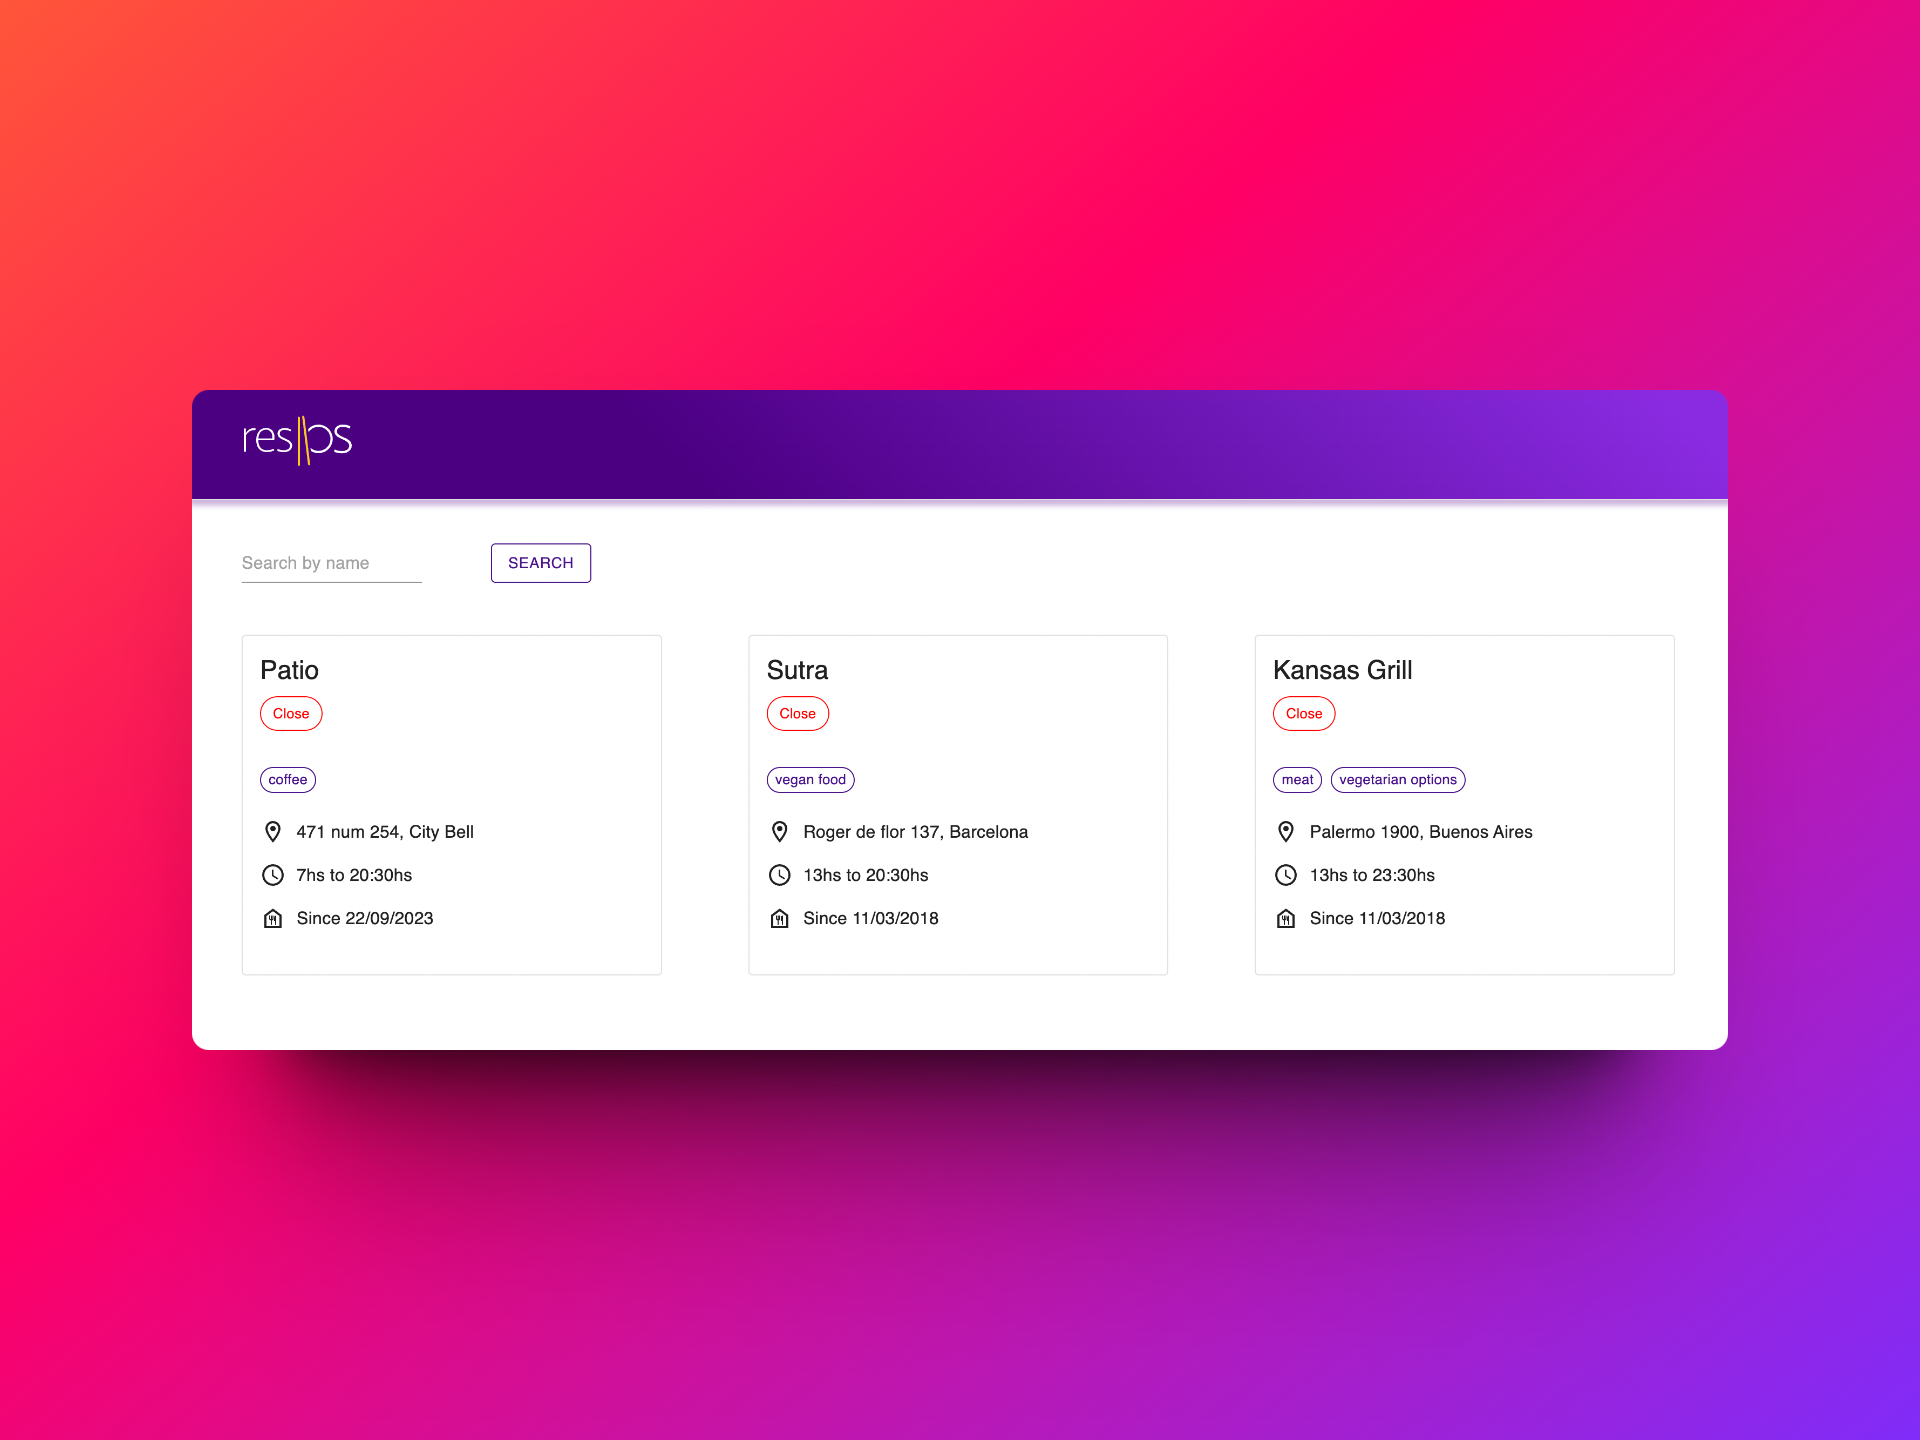 resos
Search by name
SEARCH
Patio
Close
coffee
471 num 254, City Bell
7hs to 20:30hs
Since 22/09/2023
Sutra
Close
vegan food
Roger de flor 137, Barcelona
13hs to 20:30hs
Since 11/03/2018
Kansas Grill
Close
meat vegetarian options
Palermo 1900, Buenos Aires
13hs to 23:30hs
Since 11/03/2018